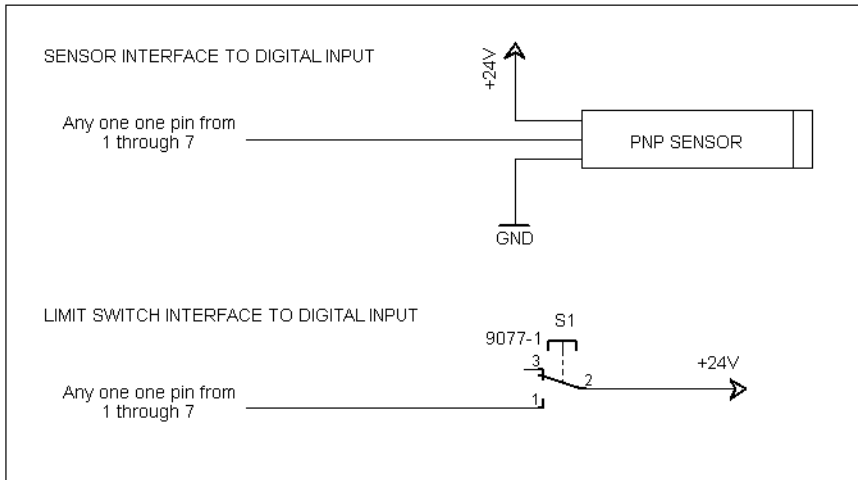 SENSOR INTERFACE TO DIGITAL INPUT
+24V
Any one one pin from
1 through 7
PNP SENSOR
GND
LIMIT SWITCH INTERFACE TO DIGITAL INPUT
S1
9077-1
3
2
+24V
Any one one pin from
1 through 7
1